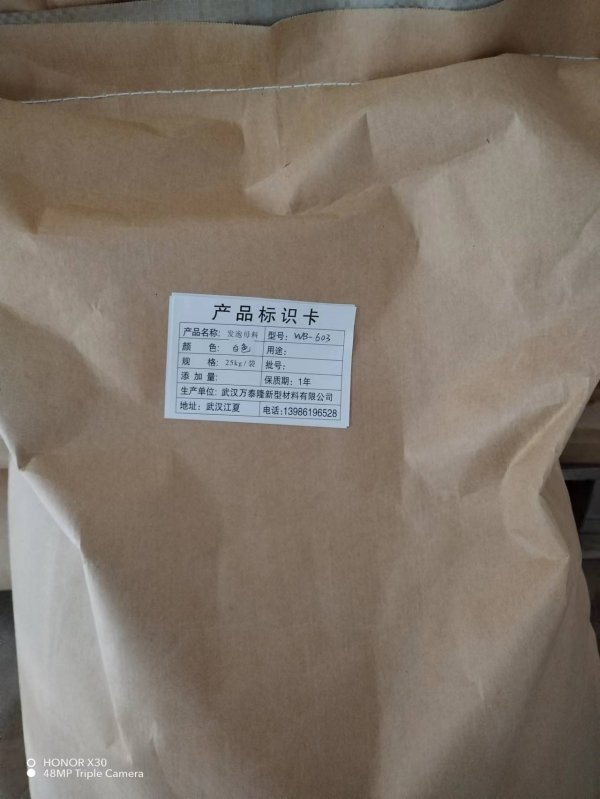 产品标识卡
产品名称: 发泡母料 型号: WB-603
颜 色: 白色 用途:
规 格: 25kg/袋 批号:
添加量: 保质期: 1年
生产单位: 武汉万泰隆新型材料有限公司
地址: 武汉江夏 电话:13986196528
HONOR X30
48MP Triple Camera